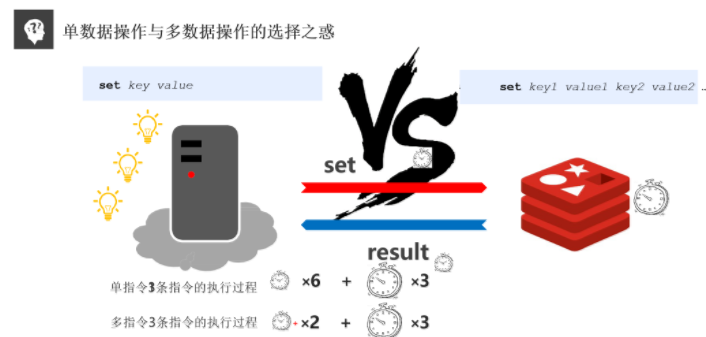 单数据操作与多数据操作的选择之惑
set key value
VS
set key1 value1 key2 value2 …
set
result
单指令3条指令的执行过程 ×6 + ×3
多指令3条指令的执行过程 +×2 + ×3